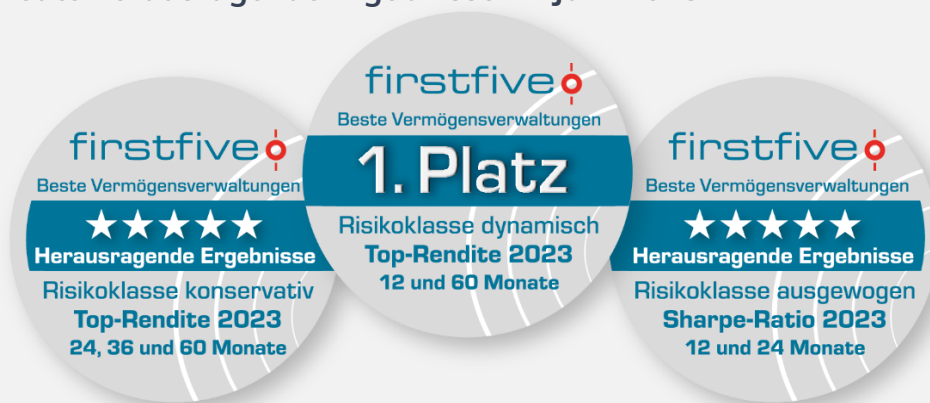 firstfive
Beste Vermögensverwaltungen
Herausragende Ergebnisse
Risikoklasse konservativ
Top-Rendite 2023
24, 36 und 60 Monate
firstfive
Beste Vermögensverwaltungen
1. Platz
Risikoklasse dynamisch
Top-Rendite 2023
12 und 60 Monate
firstfive
Beste Vermögensverwaltungen
Herausragende Ergebnisse
Risikoklasse ausgewogen
Sharpe-Ratio 2023
12 und 24 Monate